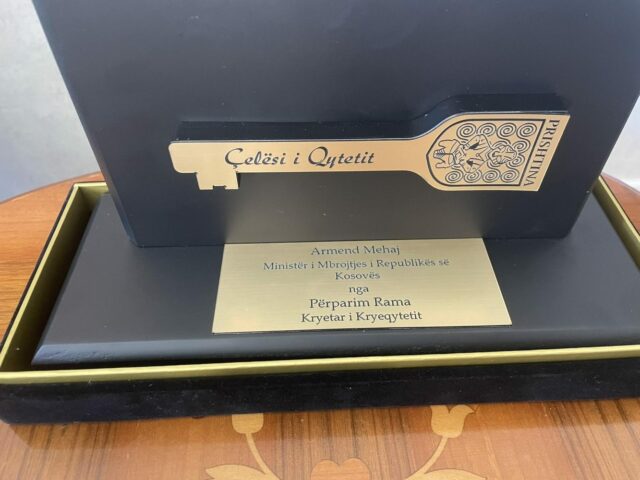 Çelësi i Qytetit
PRISHTINA
Armend Mehaj
Ministër i Mbrojtjes i Republikës së
Kosovës
nga
Përparim Rama
Kryetar i Kryeqytetit